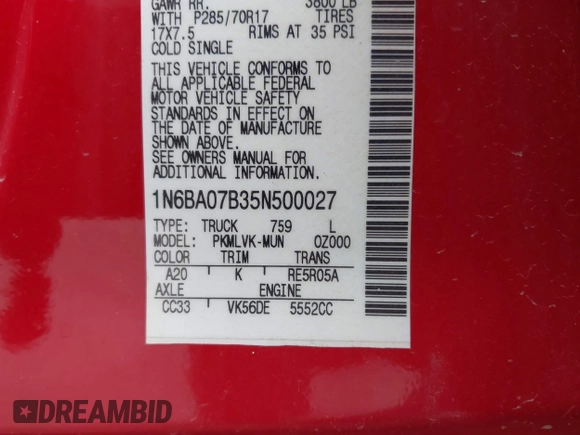 GAWR RR. 3800 LB
WITH P285/70R17 TIRES
17X7.5 RIMS AT 35 PSI
COLD SINGLE
THIS VEHICLE CONFORMS TO
ALL APPLICABLE FEDERAL
MOTOR VEHICLE SAFETY
STANDARDS IN EFFECT ON
THE DATE OF MANUFACTURE
SHOWN ABOVE.
SEE OWNERS MANUAL FOR
ADDITIONAL INFORMATION.
1N6BA07B35N500027
TYPE: TRUCK 759 L
MODEL: PKMLVK-MUN 0Z000
COLOR TRIM TRANS
A20 K RE5R05A
AXLE ENGINE
CC33 VK56DE 5552CC
DREAMBID